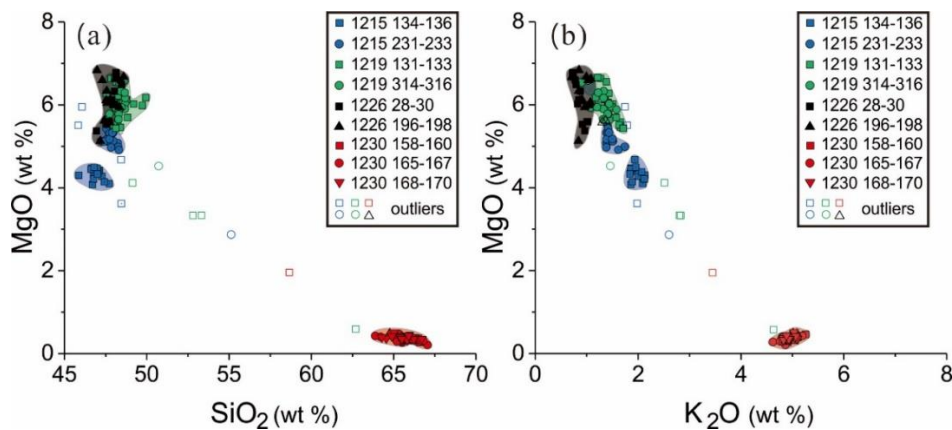 (a)
MgO (wt %)
8
6
4
2
0
1215 134-136
1215 231-233
1219 131-133
1219 314-316
1226 28-30
1226 196-198
1230 158-160
1230 165-167
1230 168-170
outliers
45 50 55 60 65 70
SiO2 (wt %)
(b)
MgO (wt %)
8
6
4
2
0
1215 134-136
1215 231-233
1219 131-133
1219 314-316
1226 28-30
1226 196-198
1230 158-160
1230 165-167
1230 168-170
outliers
0 2 4 6 8
K2O (wt %)